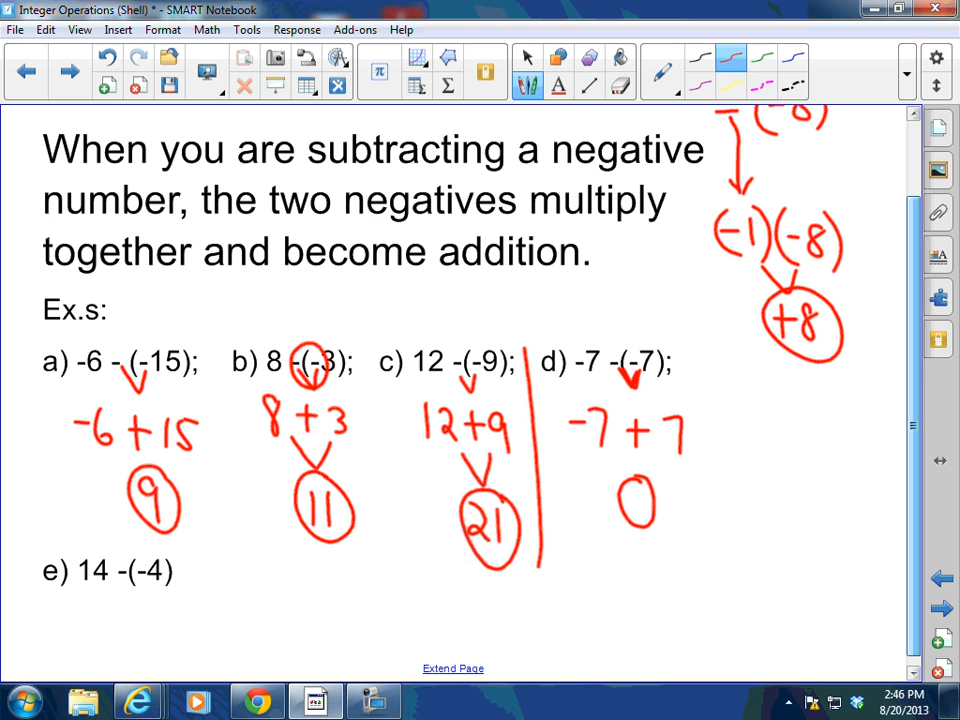 Integer Operations (Shell) * - SMART Notebook
File Edit View Insert Format Math Tools Response Add-ons Help
- (-8)
When you are subtracting a negative
number, the two negatives multiply
together and become addition.
(-1)(-8)
+8
Ex.s:
a) -6 - (-15); b) 8 -(-3); c) 12 -(-9); d) -7 -(-7);
-6 + 15 8 + 3 12 + 9 -7 + 7
9 11 21 0
e) 14 -(-4)
Extend Page
2:46 PM
8/20/2013